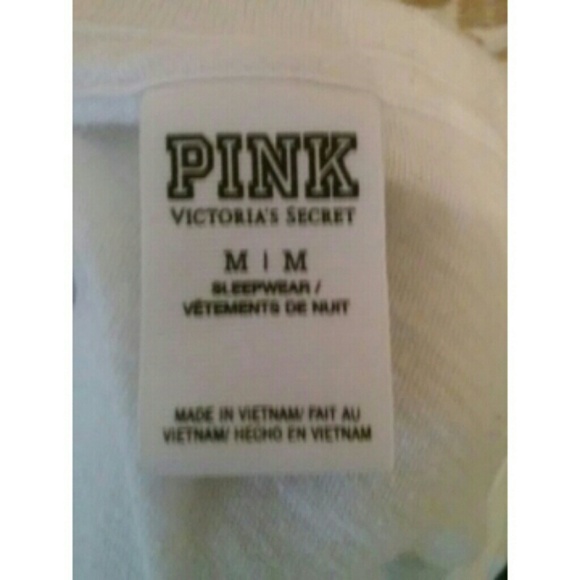 PINK
VICTORIA'S SECRET
M | M
SLEEPWEAR /
VÊTEMENTS DE NUIT
MADE IN VIETNAM/ FAIT AU
VIETNAM/ HECHO EN VIETNAM